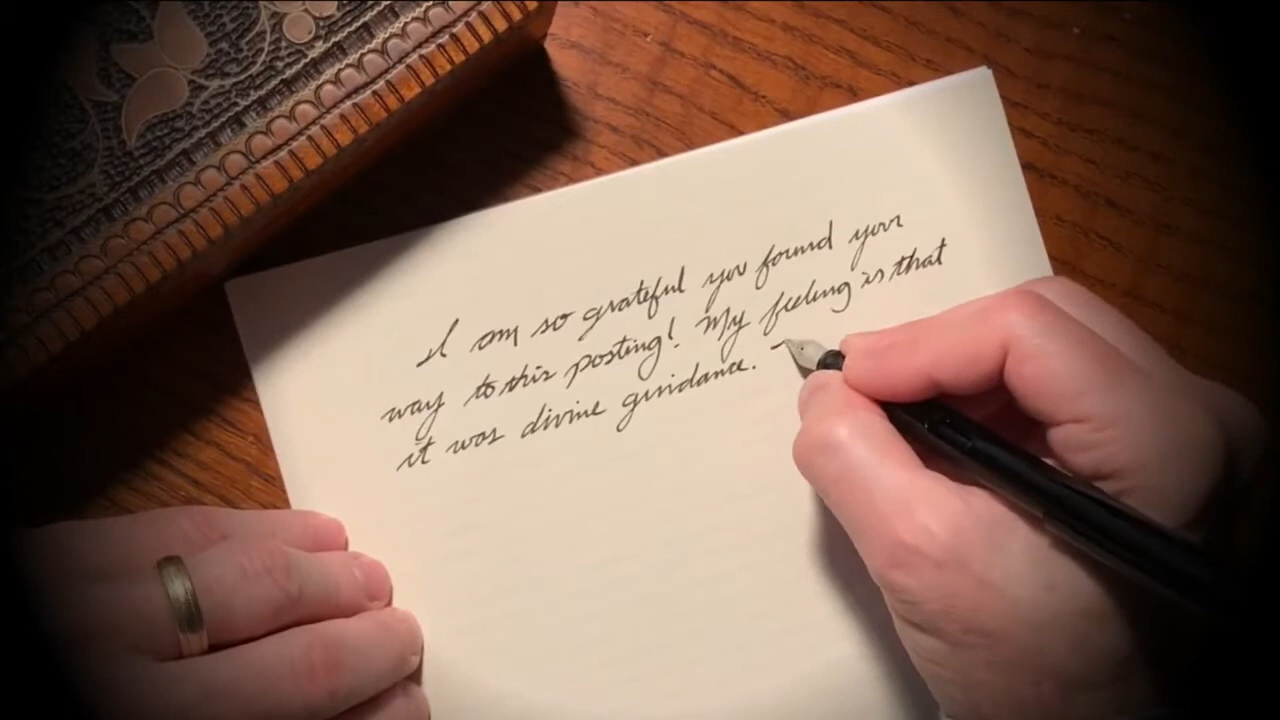 I am so grateful you found your
way to this posting! My feeling is that
it was divine guidance.